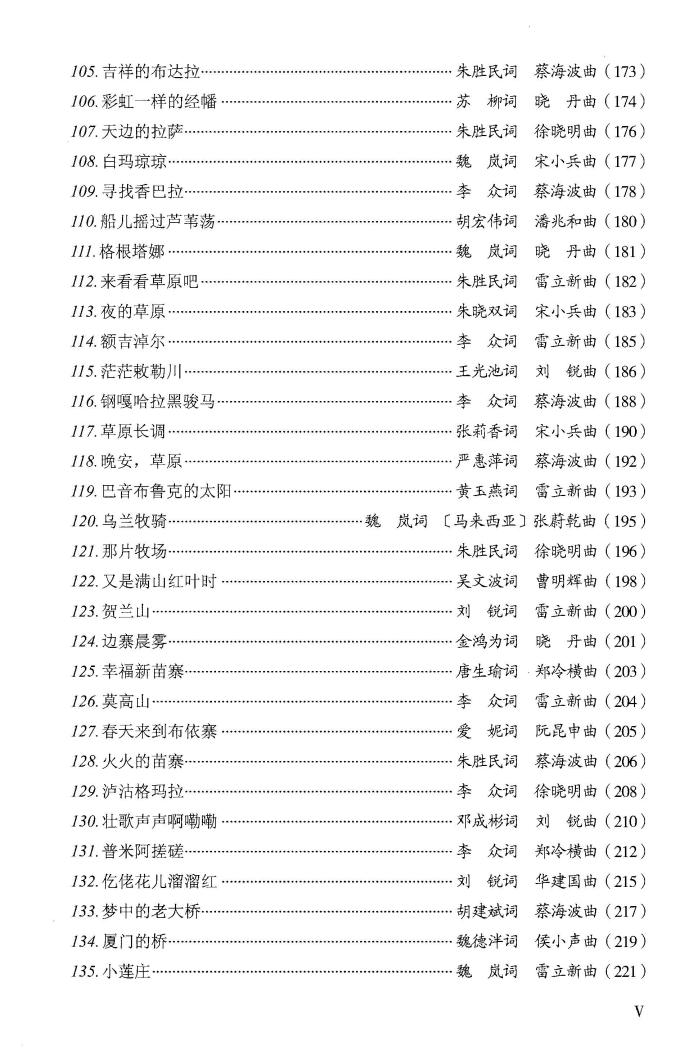 105.吉祥的布达拉……朱胜民词 蔡海波曲(173)
106.彩虹一样的经幡……苏 柳词 晓 丹曲(174)
107.天边的拉萨……朱胜民词 徐晓明曲(176)
108.白玛琼琼……魏 岚词 宋小兵曲(177)
109.寻找香巴拉……李 众词 蔡海波曲(178)
110.船儿摇过芦苇荡……胡宏伟词 潘兆和曲(180)
111.格根塔娜……魏 岚词 晓 丹曲(181)
112.来看看草原吧……朱胜民词 雷立新曲(182)
113.夜的草原……朱晓双词 宋小兵曲(183)
114.额吉淖尔……李 众词 雷立新曲(185)
115.茫茫敕勒川……王光池词 刘 锐曲(186)
116.钢嘎哈拉黑骏马……李 众词 蔡海波曲(188)
117.草原长调……张莉香词 宋小兵曲(190)
118.晚安，草原……严惠萍词 蔡海波曲(192)
119.巴音布鲁克的太阳……黄玉燕词 雷立新曲(193)
120.乌兰牧骑……魏 岚词 〔马来西亚〕张蔚乾曲(195)
121.那片牧场……朱胜民词 徐晓明曲(196)
122.又是满山红叶时……吴文波词 曹明辉曲(198)
123.贺兰山……刘 锐词 雷立新曲(200)
124.边寨晨雾……金鸿为词 晓 丹曲(201)
125.幸福新苗寨……唐生瑜词 郑冷横曲(203)
126.莫高山……李 众词 雷立新曲(204)
127.春天来到布依寨……爱 妮词 阮昆申曲(205)
128.火火的苗寨……朱胜民词 蔡海波曲(206)
129.泸沽格玛拉……李 众词 徐晓明曲(208)
130.壮歌声声啊嘞嘞……邓成彬词 刘 锐曲(210)
131.普米阿搓磋……李 众词 郑冷横曲(212)
132.仡佬花儿溜溜红……刘 锐词 华建国曲(215)
133.梦中的老大桥……胡建斌词 蔡海波曲(217)
134.厦门的桥……魏德泮词 侯小声曲(219)
135.小莲庄……魏 岚词 雷立新曲(221)
V